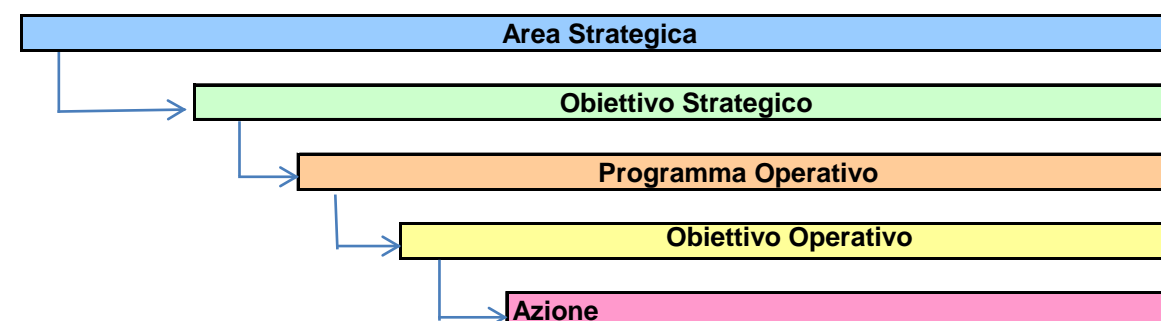 Area Strategica
Obiettivo Strategico
Programma Operativo
Obiettivo Operativo
Azione